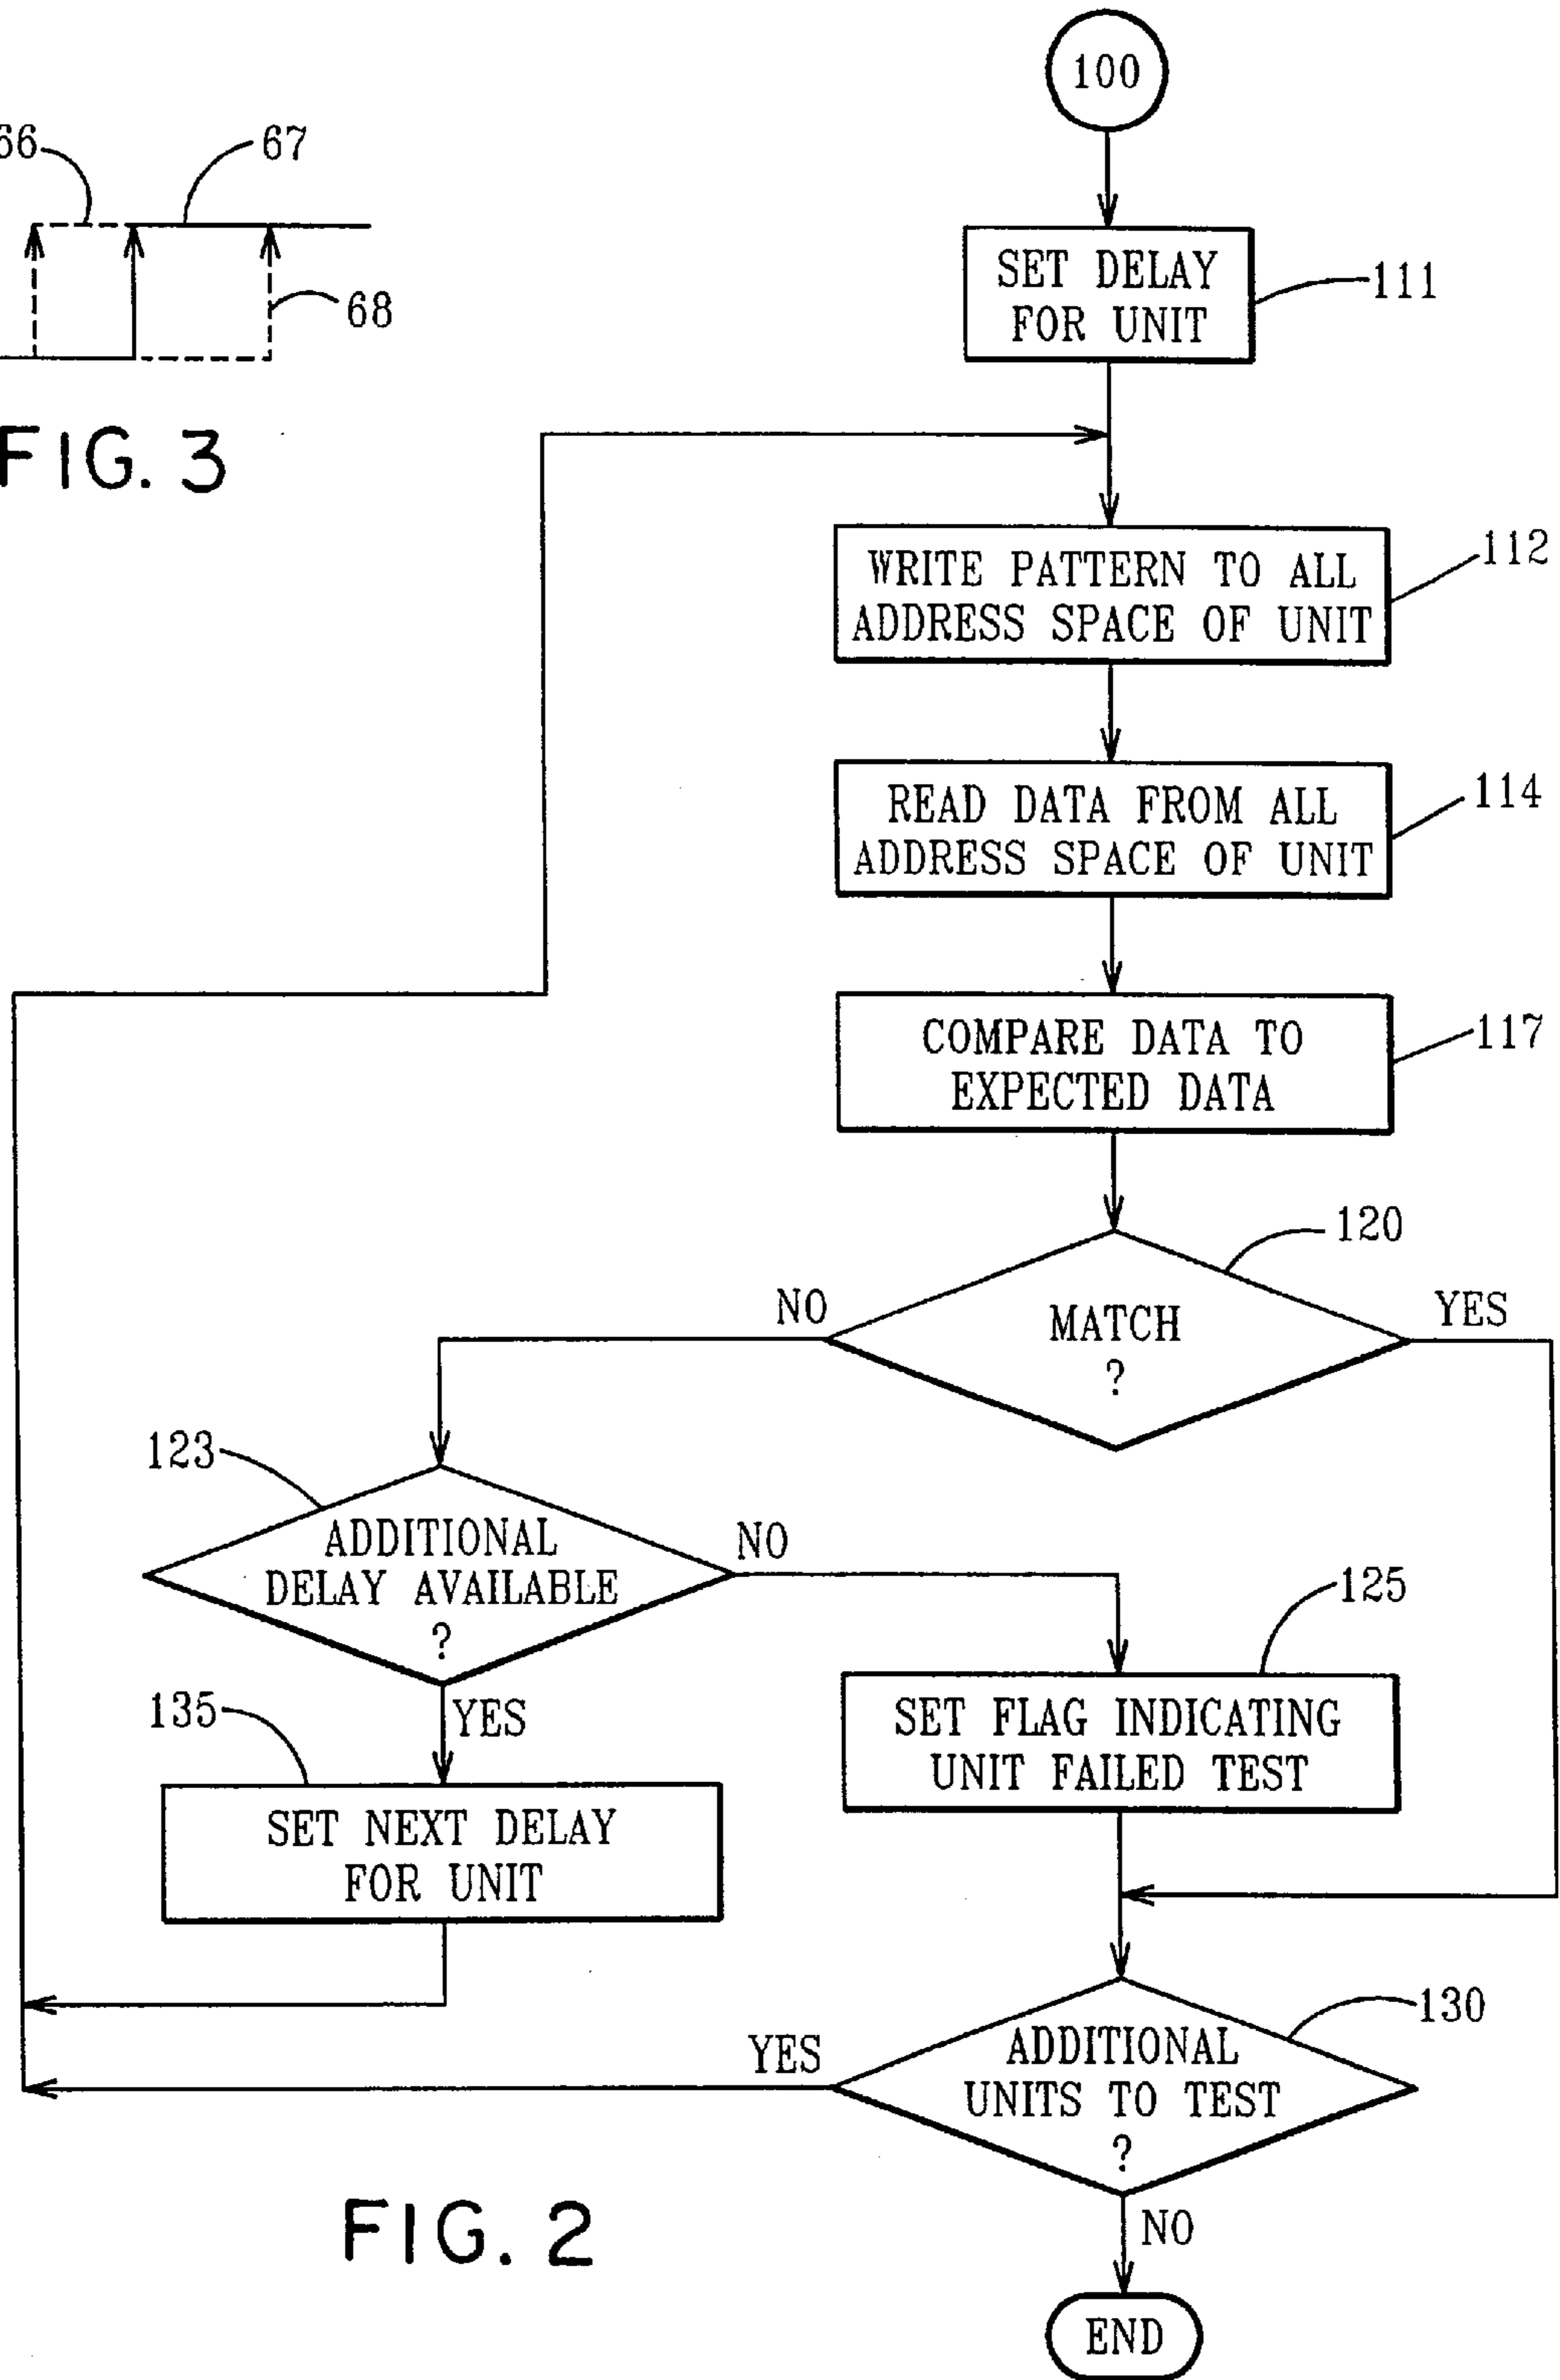 100
66
67
68
FIG. 3
SET DELAY
FOR UNIT
111
WRITE PATTERN TO ALL
ADDRESS SPACE OF UNIT
112
READ DATA FROM ALL
ADDRESS SPACE OF UNIT
114
COMPARE DATA TO
EXPECTED DATA
117
120
MATCH
?
NO
YES
123
ADDITIONAL
DELAY AVAILABLE
?
NO
YES
125
SET FLAG INDICATING
UNIT FAILED TEST
135
SET NEXT DELAY
FOR UNIT
130
ADDITIONAL
UNITS TO TEST
?
YES
NO
END
FIG. 2